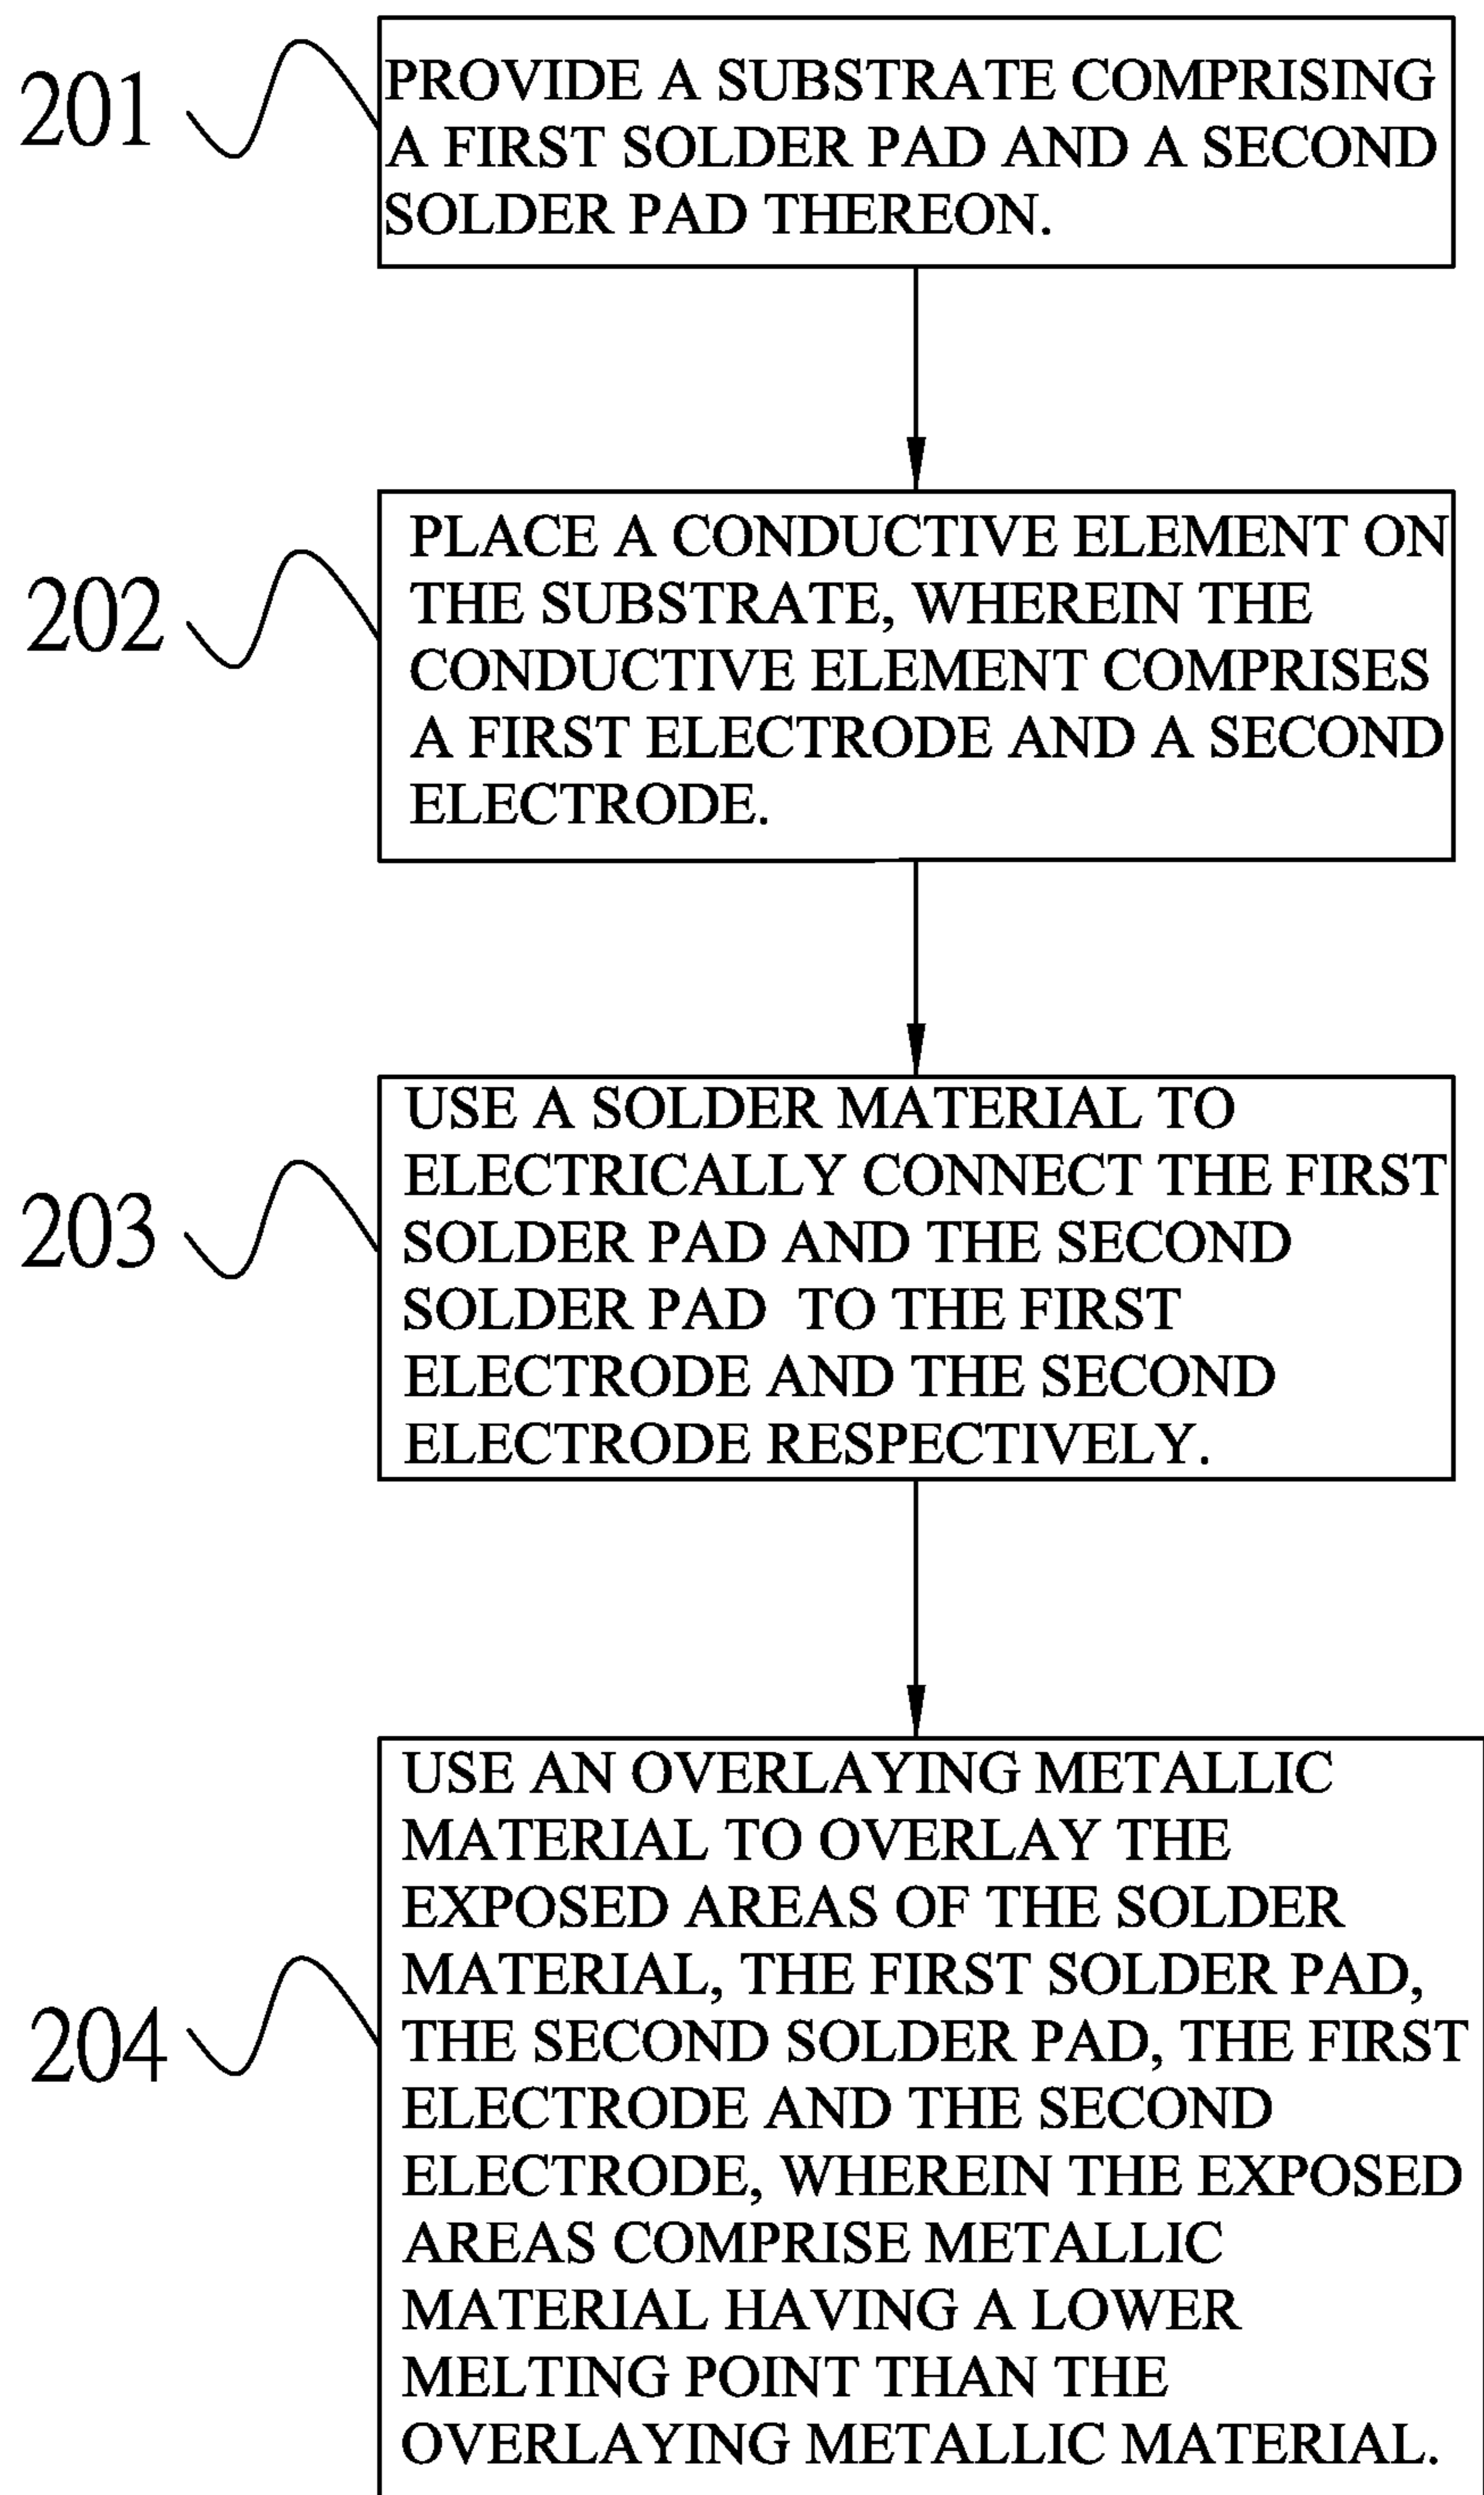 201
PROVIDE A SUBSTRATE COMPRISING
A FIRST SOLDER PAD AND A SECOND
SOLDER PAD THEREON.
202
PLACE A CONDUCTIVE ELEMENT ON
THE SUBSTRATE, WHEREIN THE
CONDUCTIVE ELEMENT COMPRISES
A FIRST ELECTRODE AND A SECOND
ELECTRODE.
203
USE A SOLDER MATERIAL TO
ELECTRICALLY CONNECT THE FIRST
SOLDER PAD AND THE SECOND
SOLDER PAD TO THE FIRST
ELECTRODE AND THE SECOND
ELECTRODE RESPECTIVELY.
204
USE AN OVERLAYING METALLIC
MATERIAL TO OVERLAY THE
EXPOSED AREAS OF THE SOLDER
MATERIAL, THE FIRST SOLDER PAD,
THE SECOND SOLDER PAD, THE FIRST
ELECTRODE AND THE SECOND
ELECTRODE, WHEREIN THE EXPOSED
AREAS COMPRISE METALLIC
MATERIAL HAVING A LOWER
MELTING POINT THAN THE
OVERLAYING METALLIC MATERIAL.